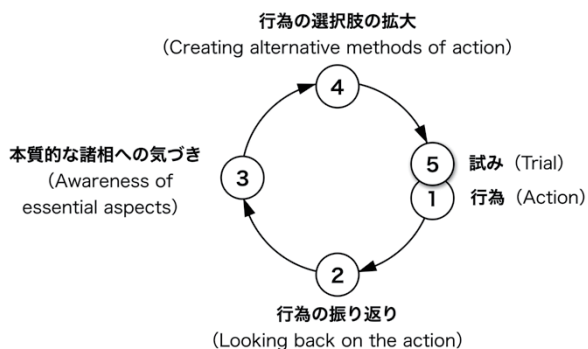 行為の選択肢の拡大
（Creating alternative methods of action）
4
本質的な諸相への気づき
（Awareness of
essential aspects）
3
5 試み（Trial）
1 行為（Action）
2
行為の振り返り
（Looking back on the action）